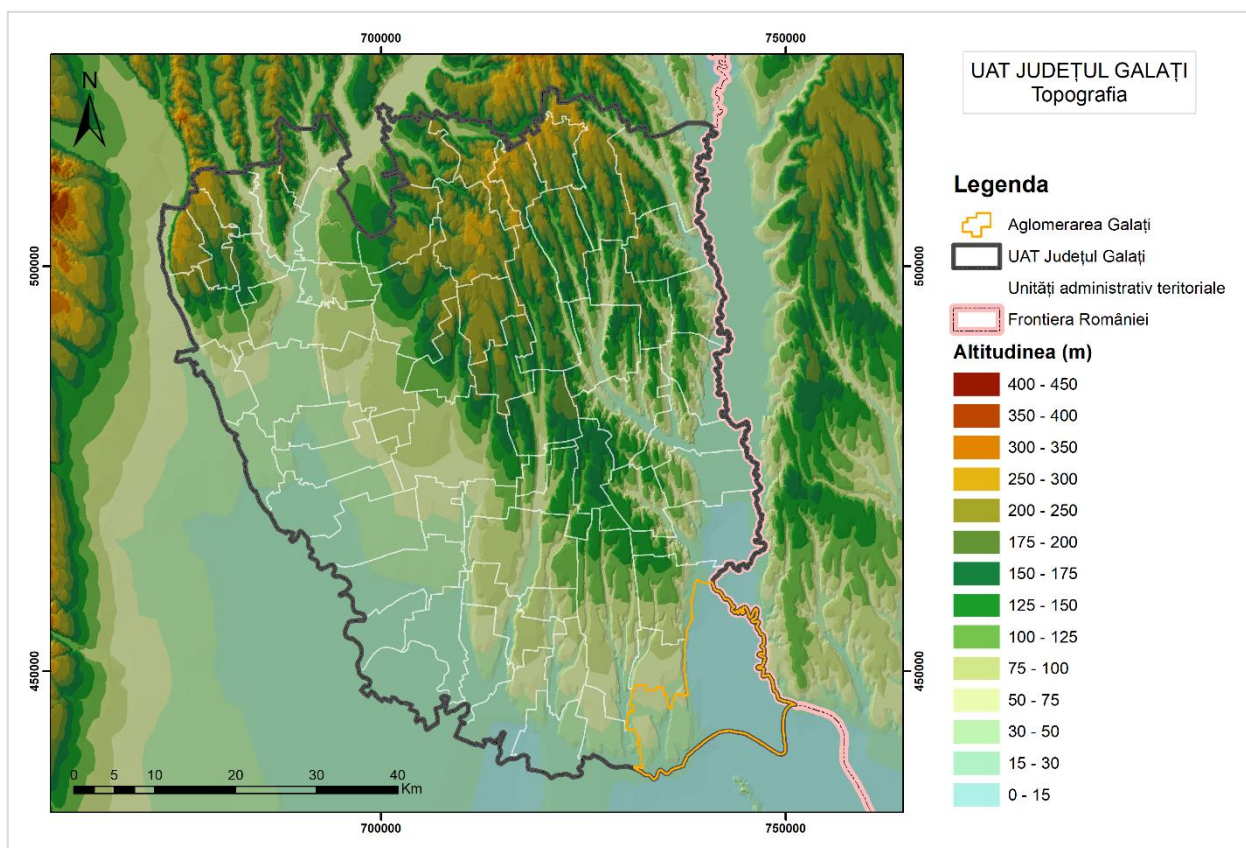 700000
750000
N
500000
450000
500000
450000
0 5 10 20 30 40
Km
700000
750000
UAT JUDEȚUL GALAȚI
Topografia
Legenda
Aglomerarea Galați
UAT Județul Galați
Unități administrativ teritoriale
Frontiera României
Altitudinea (m)
400 - 450
350 - 400
300 - 350
250 - 300
200 - 250
175 - 200
150 - 175
125 - 150
100 - 125
75 - 100
50 - 75
30 - 50
15 - 30
0 - 15